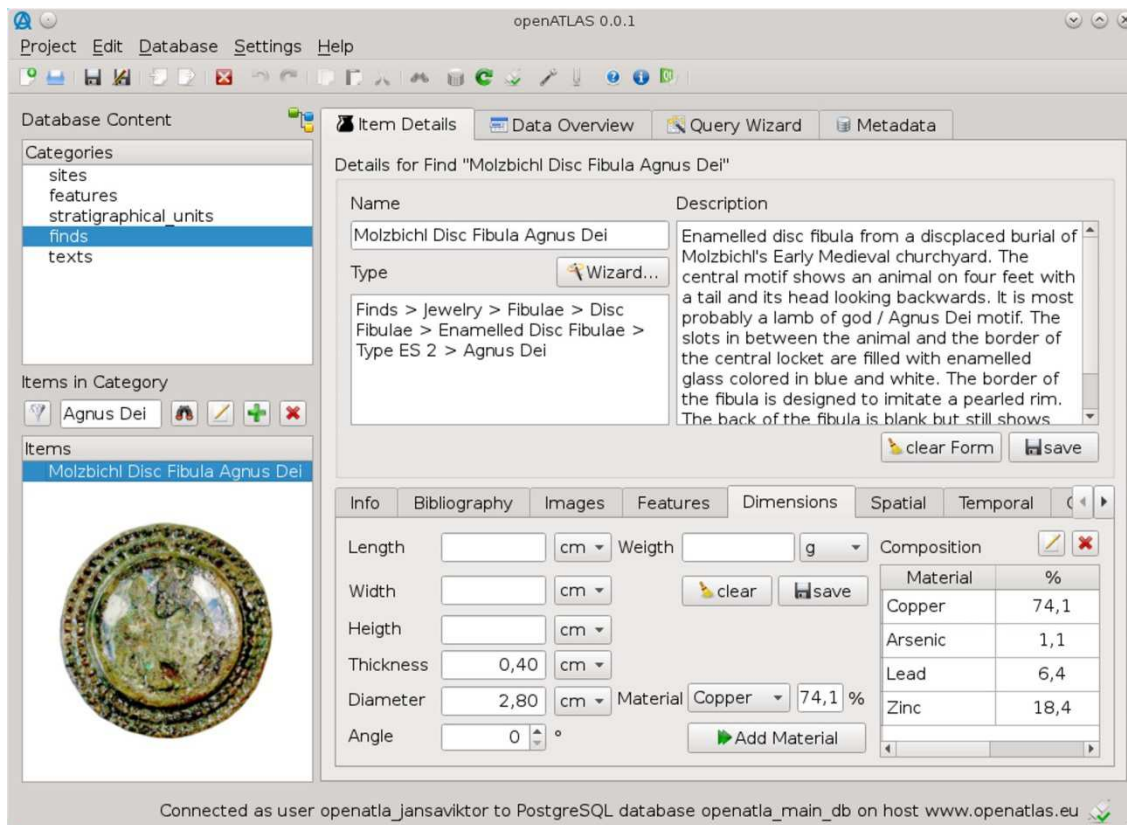 openATLAS 0.0.1
Project Edit Database Settings Help
Database Content
Categories
sites
features
stratigraphical_units
finds
texts
Items in Category
Agnus Dei
Items
Molzbichl Disc Fibula Agnus Dei
Item Details Data Overview Query Wizard Metadata
Details for Find "Molzbichl Disc Fibula Agnus Dei"
Name
Molzbichl Disc Fibula Agnus Dei
Type Wizard...
Finds > Jewelry > Fibulae > Disc
Fibulae > Enamelled Disc Fibulae >
Type ES 2 > Agnus Dei
Description
Enamelled disc fibula from a discplaced burial of
Molzbichl's Early Medieval churchyard. The
central motif shows an animal on four feet with
a tail and its head looking backwards. It is most
probably a lamb of god / Agnus Dei motif. The
slots in between the animal and the border of
the central locket are filled with enamelled
glass colored in blue and white. The border of
the fibula is designed to imitate a pearled rim.
The back of the fibula is blank but still shows
clear Form save
Info Bibliography Images Features Dimensions Spatial Temporal
Length cm Weigth g
Width cm clear save
Heigth cm
Thickness 0,40 cm
Diameter 2,80 cm Material Copper 74,1 %
Angle 0 ° Add Material
Composition
Material %
Copper 74,1
Arsenic 1,1
Lead 6,4
Zinc 18,4
Connected as user openatla_jansaviktor to PostgreSQL database openatla_main_db on host www.openatlas.eu